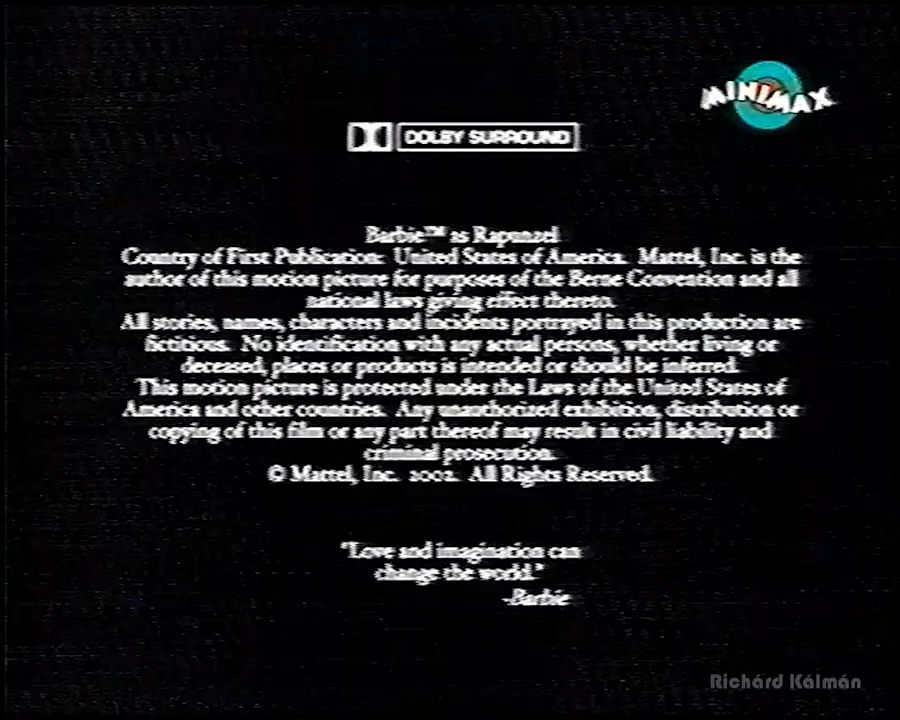 MINIMAX
DOLBY SURROUND
Barbie™ as Rapunzel
Country of First Publication: United States of America. Mattel, Inc. is the
author of this motion picture for purposes of the Berne Convention and all
national laws giving effect thereto.
All stories, names, characters and incidents portrayed in this production are
fictitious. No identification with any actual persons, whether living or
deceased, places or products is intended or should be inferred.
This motion picture is protected under the Laws of the United States of
America and other countries. Any unauthorized exhibition, distribution or
copying of this film or any part thereof may result in civil liability and
criminal prosecution.
© Mattel, Inc. 2002. All Rights Reserved.
"Love and imagination can
change the world."
-Barbie
Richárd Kálmán